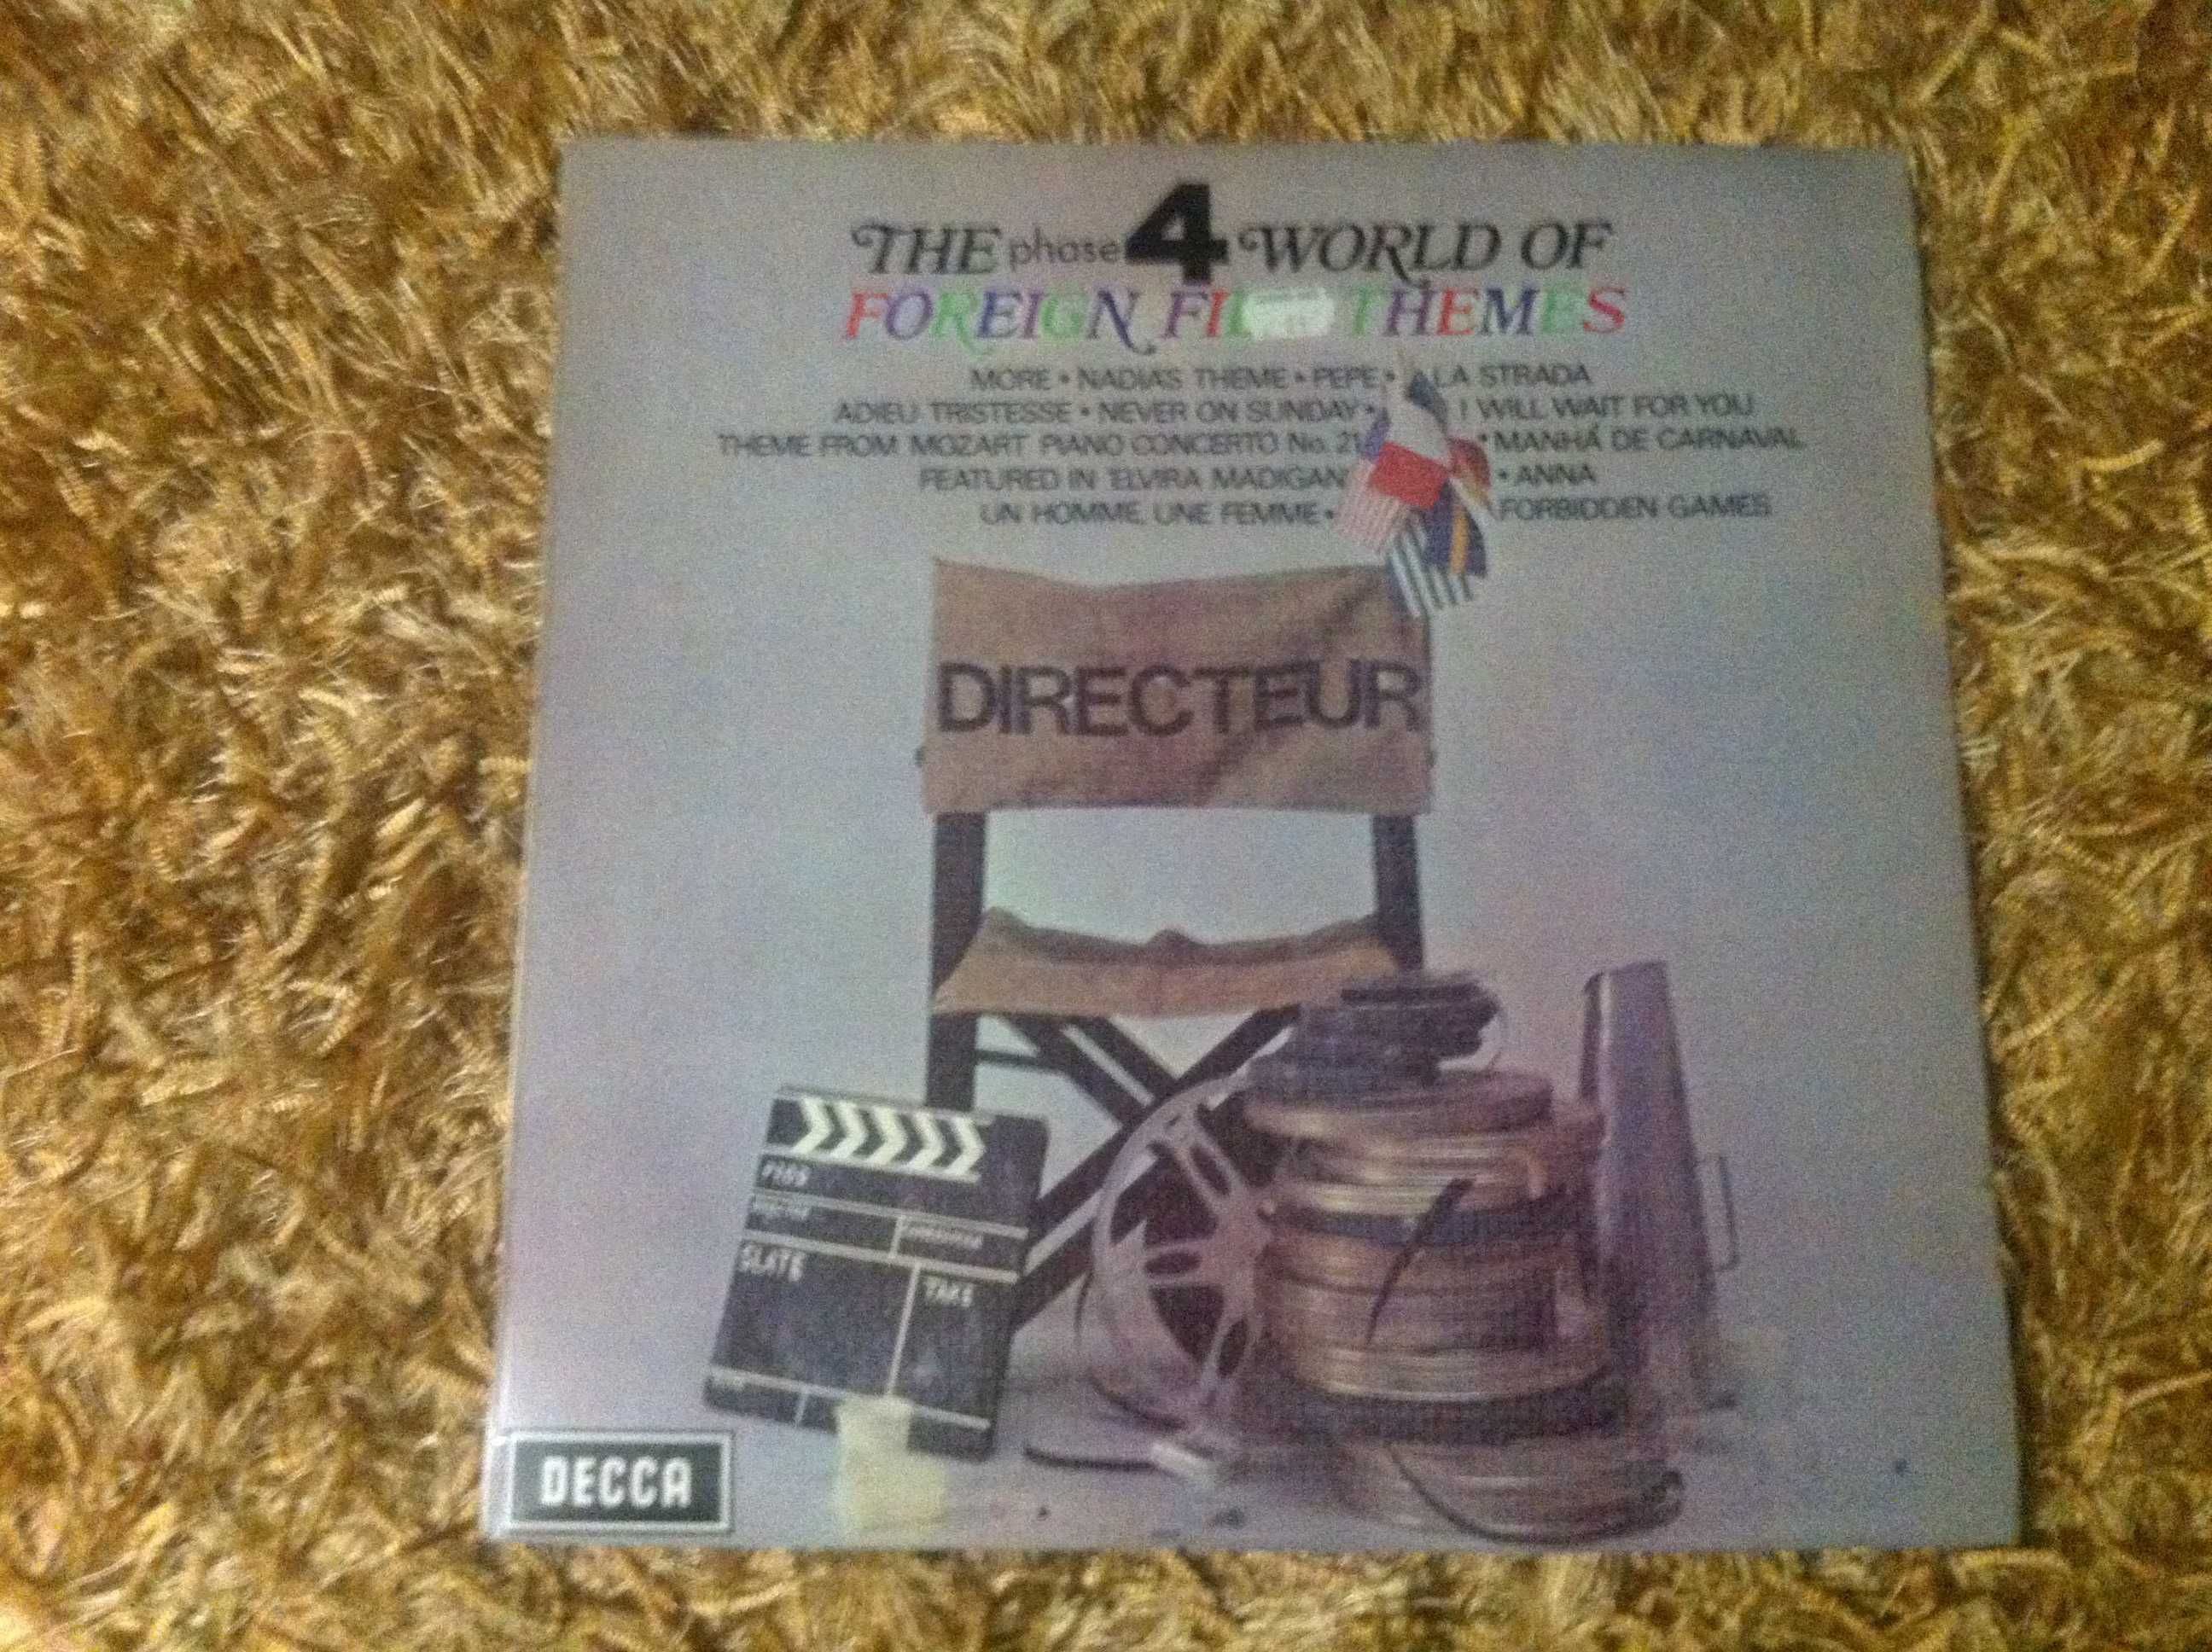 THE phase 4 WORLD OF
FOREIGN FILM THEMES
MORE • NADIA'S THEME • PEPE • LA STRADA
ADIEU TRISTESSE • NEVER ON SUNDAY • I WILL WAIT FOR YOU
THEME FROM MOZART PIANO CONCERTO No. 21 • MANHÁ DE CARNAVAL
FEATURED IN 'ELVIRA MADIGAN' • ANNA
UN HOMME, UNE FEMME • FORBIDDEN GAMES
DIRECTEUR
PROD
SLATE
TAKE
DECCA